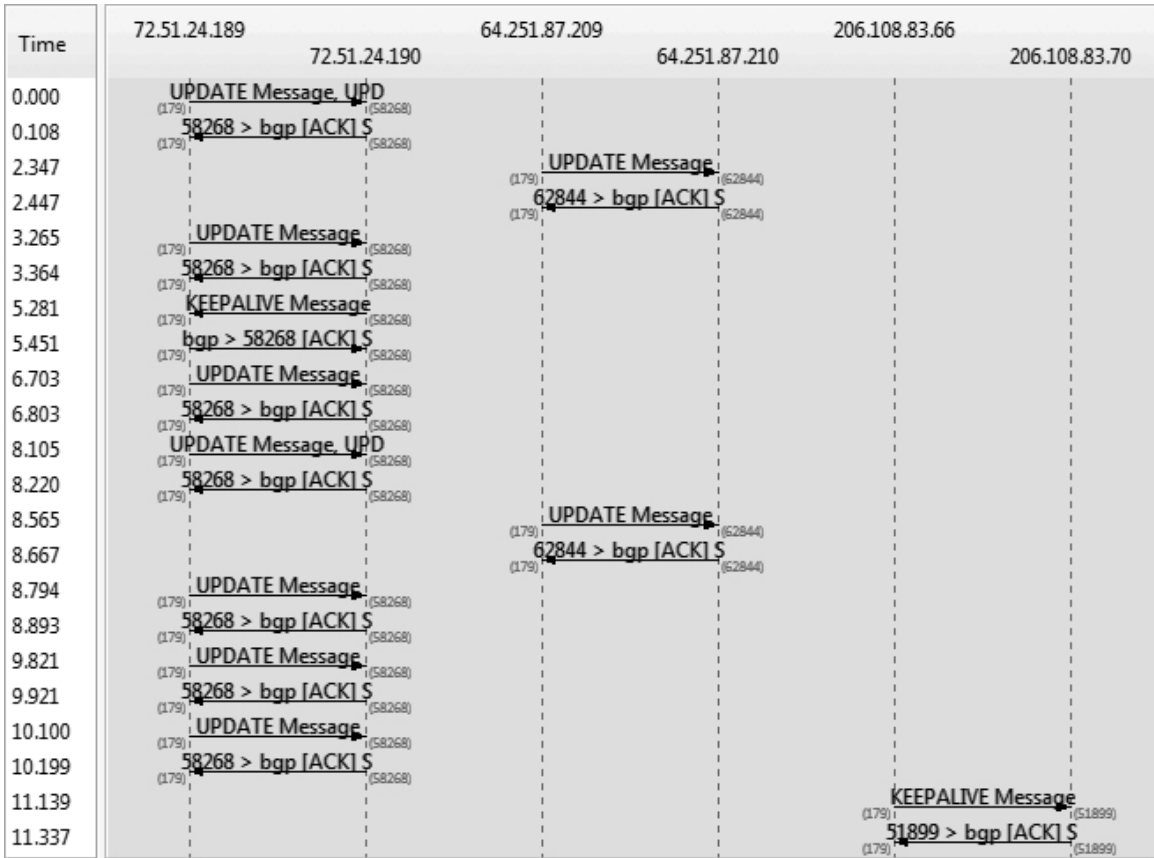 72.51.24.189 64.251.87.209 206.108.83.66
Time
72.51.24.190 64.251.87.210 206.108.83.70
0.000 UPDATE Message, UPD
(179) (58268)
0.108 58268 > bgp [ACK] S
(179) (58268)
2.347 UPDATE Message
(179) (62844)
2.447 62844 > bgp [ACK] S
(179) (62844)
3.265 UPDATE Message
(179) (58268)
3.364 58268 > bgp [ACK] S
(179) (58268)
5.281 KEEPALIVE Message
(179) (58268)
5.451 bgp > 58268 [ACK] S
(179) (58268)
6.703 UPDATE Message
(179) (58268)
6.803 58268 > bgp [ACK] S
(179) (58268)
8.105 UPDATE Message, UPD
(179) (58268)
8.220 58268 > bgp [ACK] S
(179) (58268)
8.565 UPDATE Message
(179) (62844)
8.667 62844 > bgp [ACK] S
(179) (62844)
8.794 UPDATE Message
(179) (58268)
8.893 58268 > bgp [ACK] S
(179) (58268)
9.821 UPDATE Message
(179) (58268)
9.921 58268 > bgp [ACK] S
(179) (58268)
10.100 UPDATE Message
(179) (58268)
10.199 58268 > bgp [ACK] S
(179) (58268)
11.139 KEEPALIVE Message
(179) (51899)
11.337 51899 > bgp [ACK] S
(179) (51899)